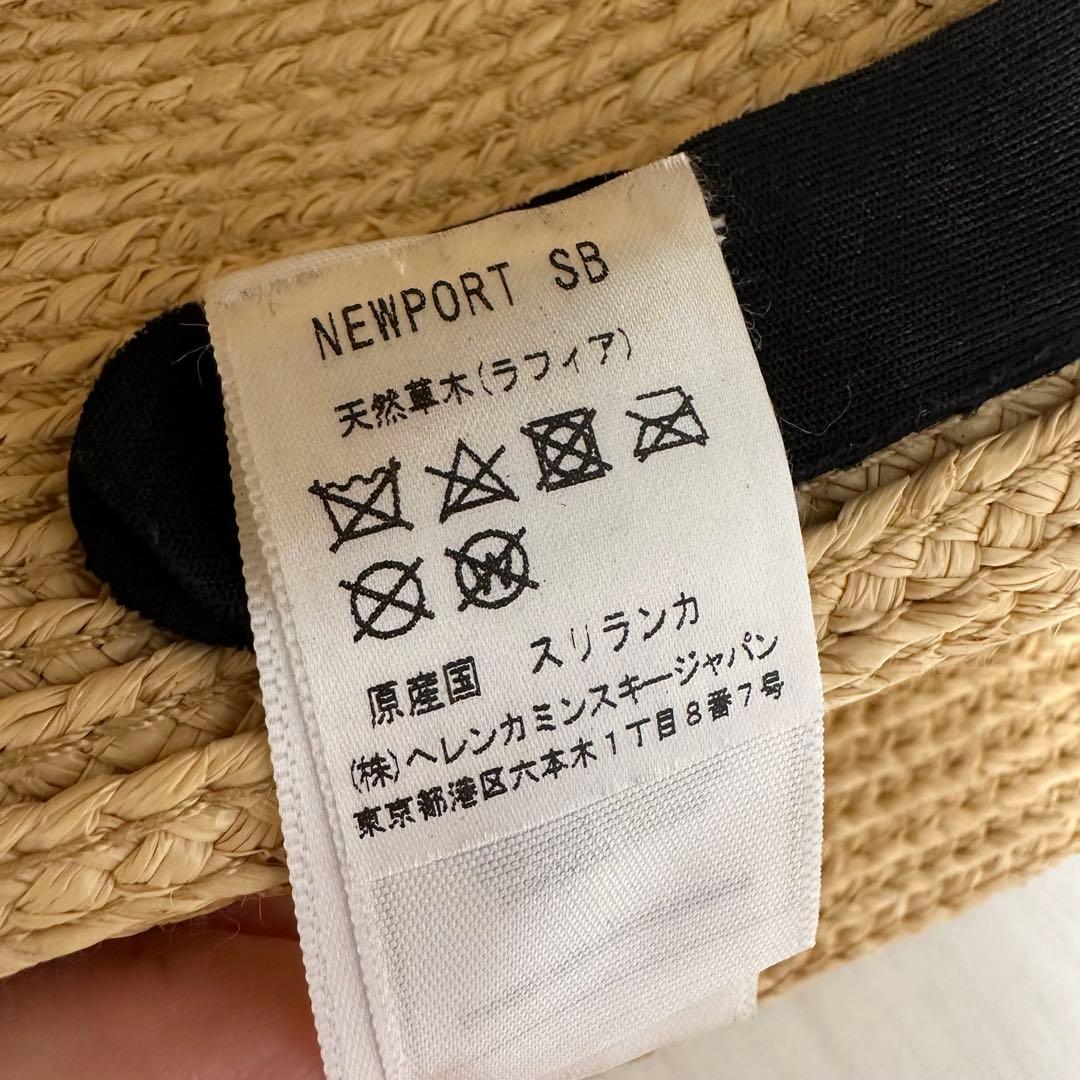 NEWPORT SB
天然草木(ラフィア)
原産国 スリランカ
(株)ヘレンカミンスキージャパン
東京都港区六本木1丁目8番7号